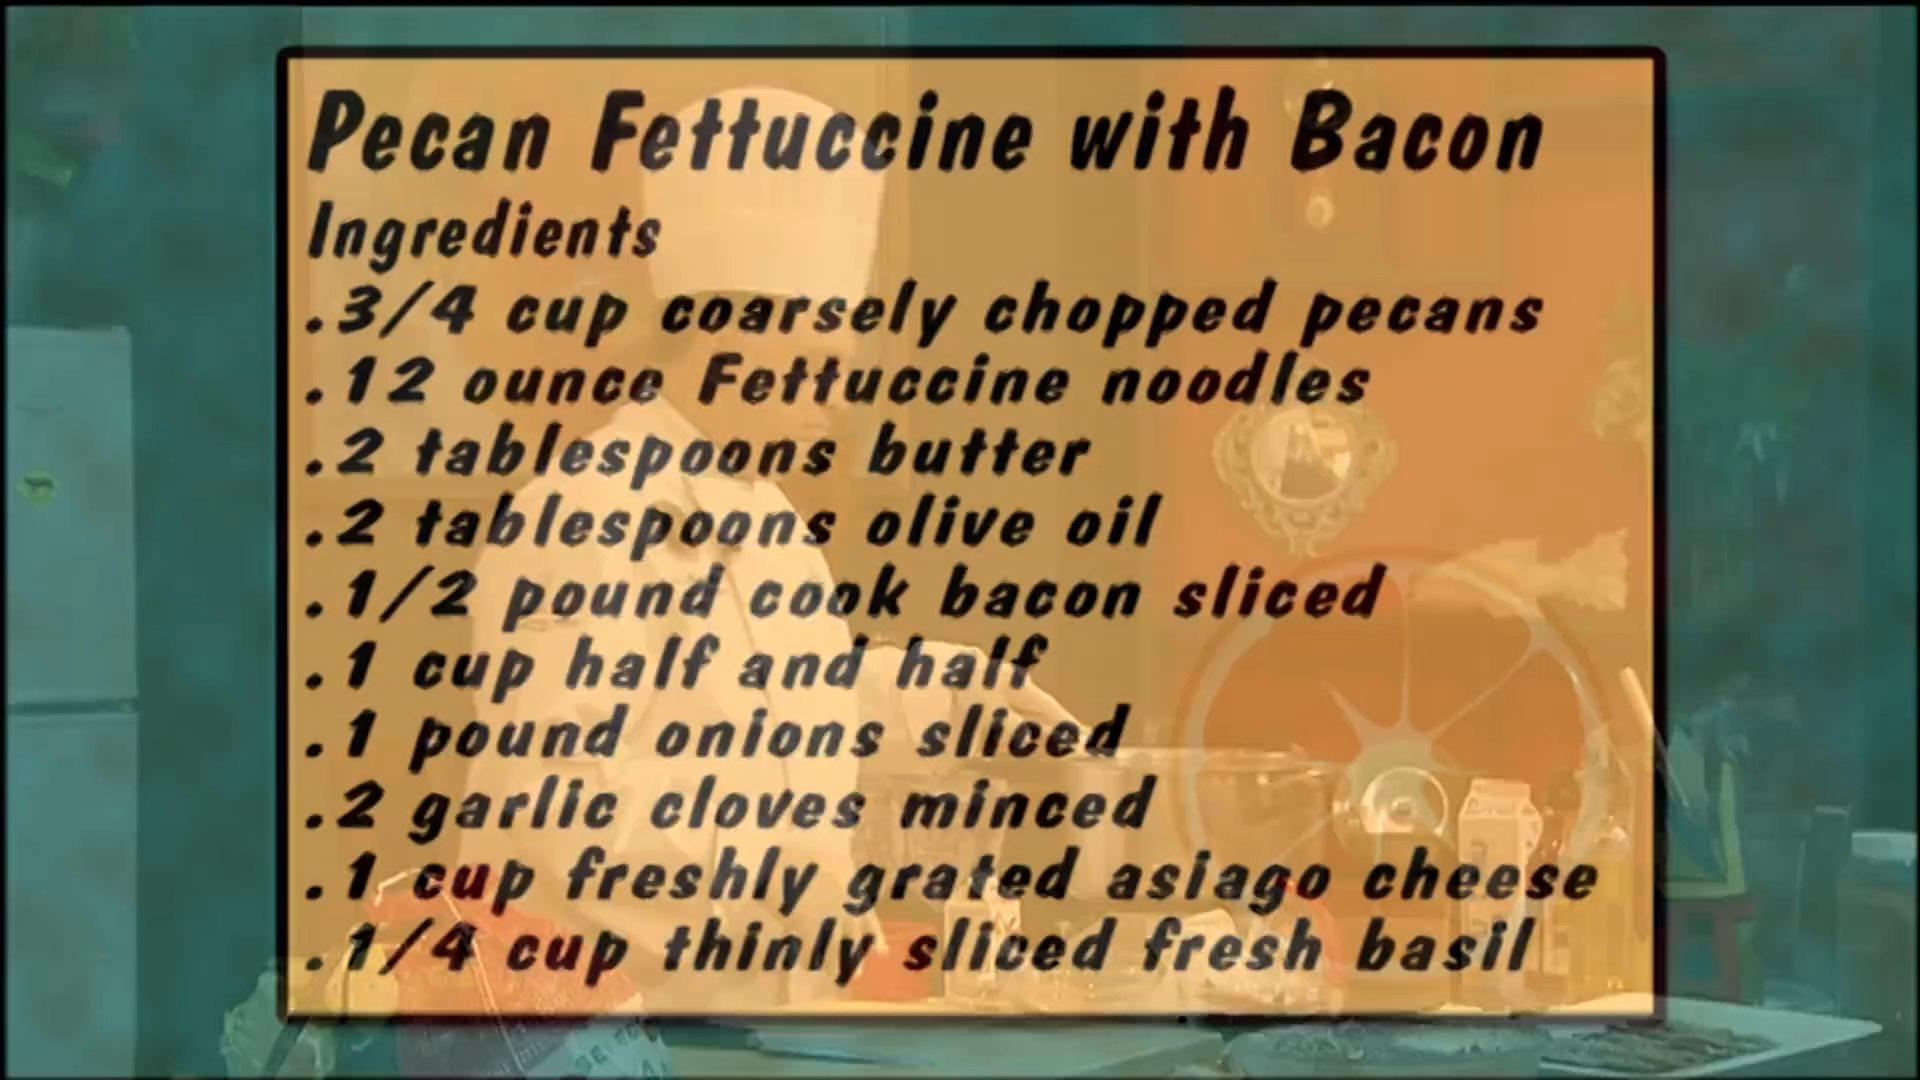 Pecan Fettuccine with Bacon
Ingredients
.3/4 cup coarsely chopped pecans
.12 ounce Fettuccine noodles
.2 tablespoons butter
.2 tablespoons olive oil
.1/2 pound cook bacon sliced
.1 cup half and half
.1 pound onions sliced
.2 garlic cloves minced
.1 cup freshly grated asiago cheese
.1/4 cup thinly sliced fresh basil